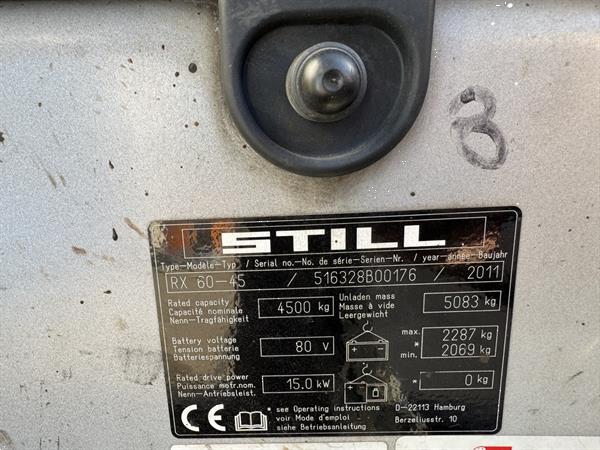 8
STILL
Type-Modèle-Typ / Serial no.-No. de série-Serien-Nr. / year-année-Baujahr
RX 60-45 / 516328B00176 / 2011
Rated capacity
Capacité nominale
Nenn-Tragfähigkeit
4500 kg
Unladen mass
Masse à vide
Leergewicht
5083 kg
Battery voltage
Tension batterie
Batteriespannung
80 V
max. 2287 kg
*
min. 2069 kg
Rated drive power
Puissance motr.nom.
Nenn-Antriebsleist.
15.0 kW
* 0 kg
CE
* see Operating instructions
voir Mode d'emploi
siehe Betriebsanleitung
D-22113 Hamburg
Berzeliusstr. 10